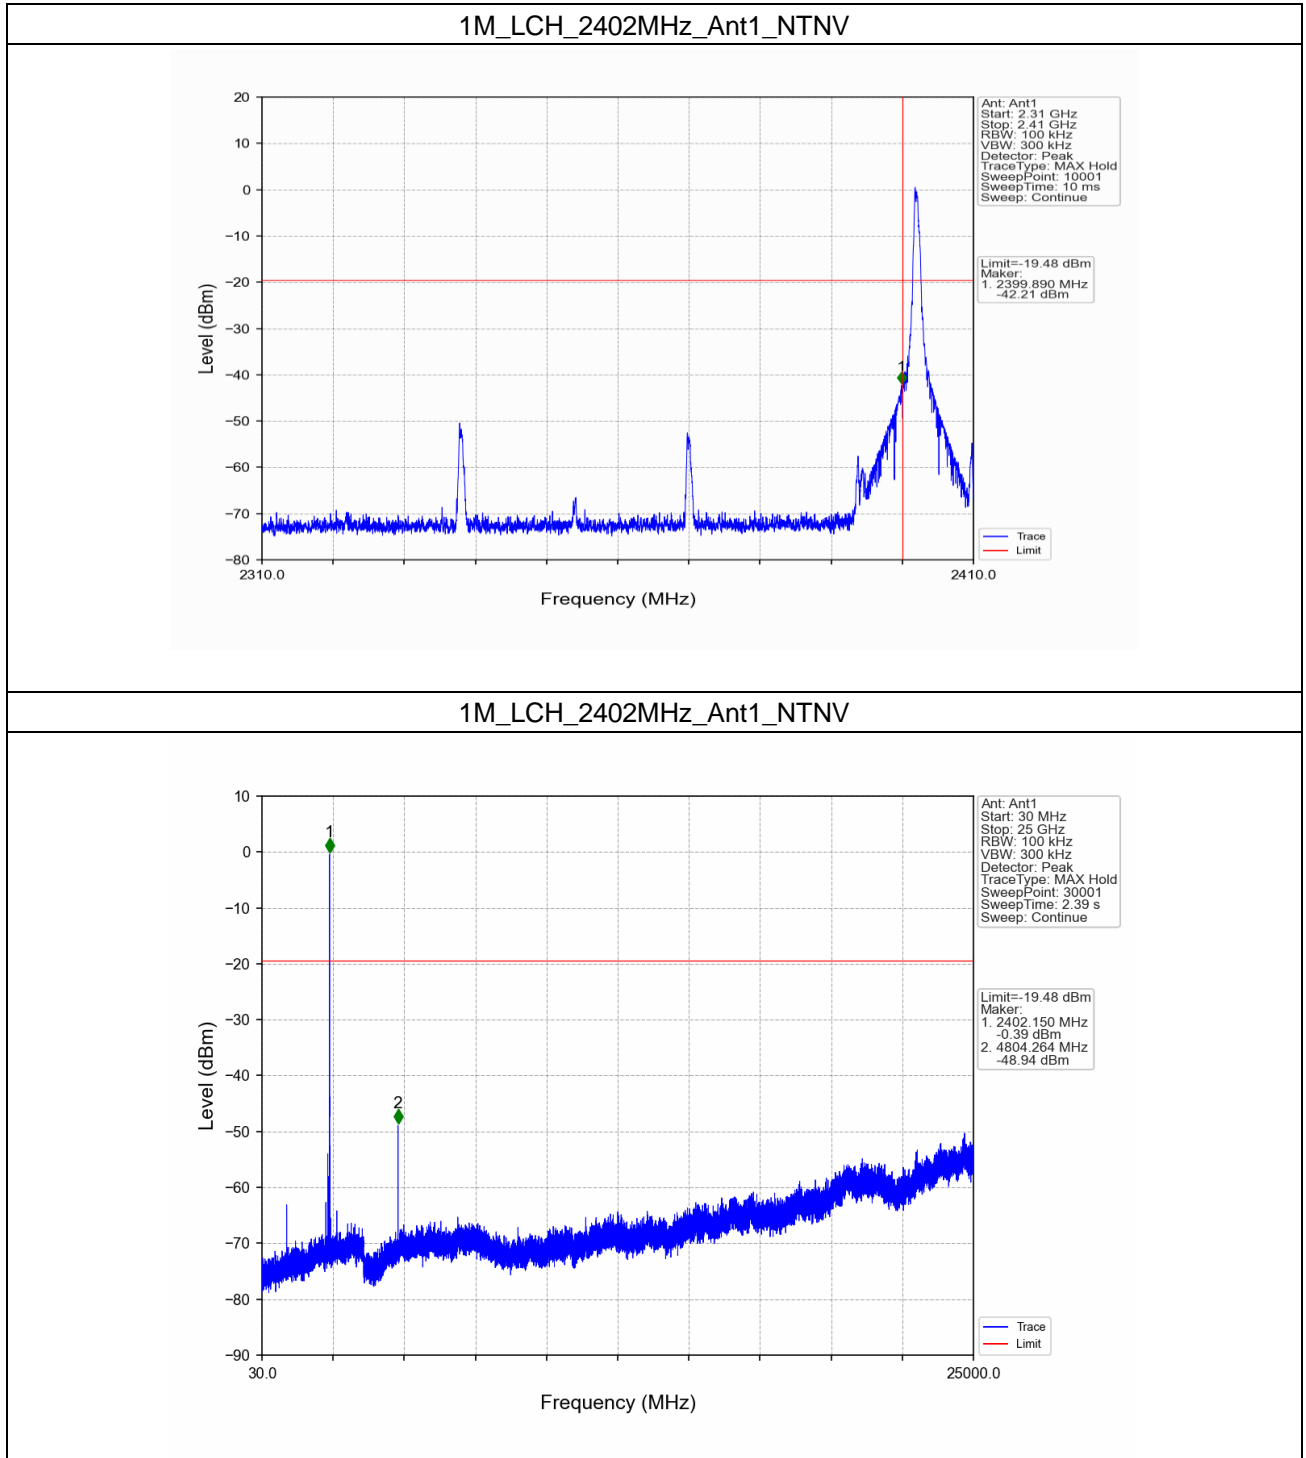 1M_LCH_2402MHz_Ant1_NTNV
20
10
0
−10
−20
−30
−40
−50
−60
−70
−80
Level (dBm)
1
2310.0
2410.0
Frequency (MHz)
Ant: Ant1
Start: 2.31 GHz
Stop: 2.41 GHz
RBW: 100 kHz
VBW: 300 kHz
Detector: Peak
TraceType: MAX Hold
SweepPoint: 10001
SweepTime: 10 ms
Sweep: Continue
Limit=-19.48 dBm
Maker:
1. 2399.890 MHz
-42.21 dBm
Trace
Limit
1M_LCH_2402MHz_Ant1_NTNV
10
0
−10
−20
−30
−40
−50
−60
−70
−80
−90
Level (dBm)
1
2
30.0
25000.0
Frequency (MHz)
Ant: Ant1
Start: 30 MHz
Stop: 25 GHz
RBW: 100 kHz
VBW: 300 kHz
Detector: Peak
TraceType: MAX Hold
SweepPoint: 30001
SweepTime: 2.39 s
Sweep: Continue
Limit=-19.48 dBm
Maker:
1. 2402.150 MHz
-0.39 dBm
2. 4804.264 MHz
-48.94 dBm
Trace
Limit